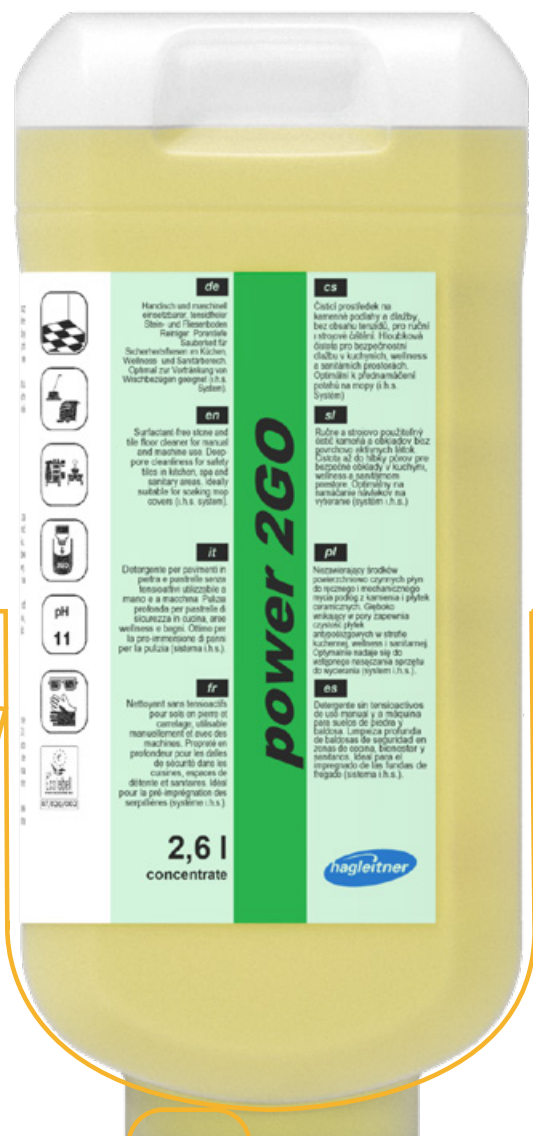 de
Händisch und maschinell
einsetzbarer, tensidfreier
Stein- und Fliesenboden
Reiniger. Porentiefe
Sauberkeit für
Sicherheitsfliesen im Küchen,
Wellness- und Sanitärbereich.
Optimal zur Vortränkung von
Wischbezügen geeignet (i.h.s.
System).
en
Surfactant-free stone and
tile floor cleaner for manual
and machine use. Deep
pore cleanliness for safety
tiles in kitchen, spa and
sanitary areas. Ideally
suitable for soaking mop
covers (i.h.s. system).
it
Detergente per pavimenti in
pietra e piastrelle senza
tensioattivi utilizzabile a
mano e a macchina. Pulizia
profonda per piastrelle di
sicurezza in cucina, aree
wellness e bagni. Ottimo per
la pre-immersione di panni
per la pulizia (sistema i.h.s.).
fr
Nettoyant sans tensioactifs
pour sols en pierre et
carrelage, utilisable
manuellement et avec des
machines. Propreté en
profondeur pour les dalles
de sécurité dans les
cuisines, espaces de
détente et sanitaires. Idéal
pour la pré-imprégnation des
serpillières (système i.h.s.).
2,6 l
concentrate
power 2GO
cs
Čisticí prostředek na
kamenné podlahy a dlažby,
bez obsahu tenzidů, pro ruční
i strojové čištění. Hloubková
čistota pro bezpečnostní
dlažbu v kuchyních, wellness
a sanitárních prostorách.
Optimální k přednamáčení
potahů na mopy (i.h.s.
Systém)
sl
Ručne a strojovo použiteľný
čistič kameňa a obkladov bez
povrchovo aktívnych látok.
Čistota až do hĺbky pórov pre
bezpečné obklady v kuchyni,
wellness a sanitárnom
priestore. Optimálny na
namáčanie návlekov na
vytieranie (systém i.h.s.).
pl
Niezawierający środków
powierzchniowo czynnych płyn
do ręcznego i mechanicznego
mycia podłóg z kamienia i płytek
ceramicznych. Głęboko
wnikający w pory zapewnia
czystość płytek
antypoślizgowych w strefie
kuchennej, wellness i sanitarnej.
Optymalnie nadaje się do
wstępnego nasączania sprzętu
do wycierania (system i.h.s.).
es
Detergente sin tensioactivos
de uso manual y a máquina
para suelos de piedra y
baldosa. Limpieza profunda
de baldosas de seguridad en
zonas de cocina, bienestar y
sanitarios. Ideal para el
impregnado de las fundas de
fregado (sistema i.h.s.).
hagleitner
pH
11